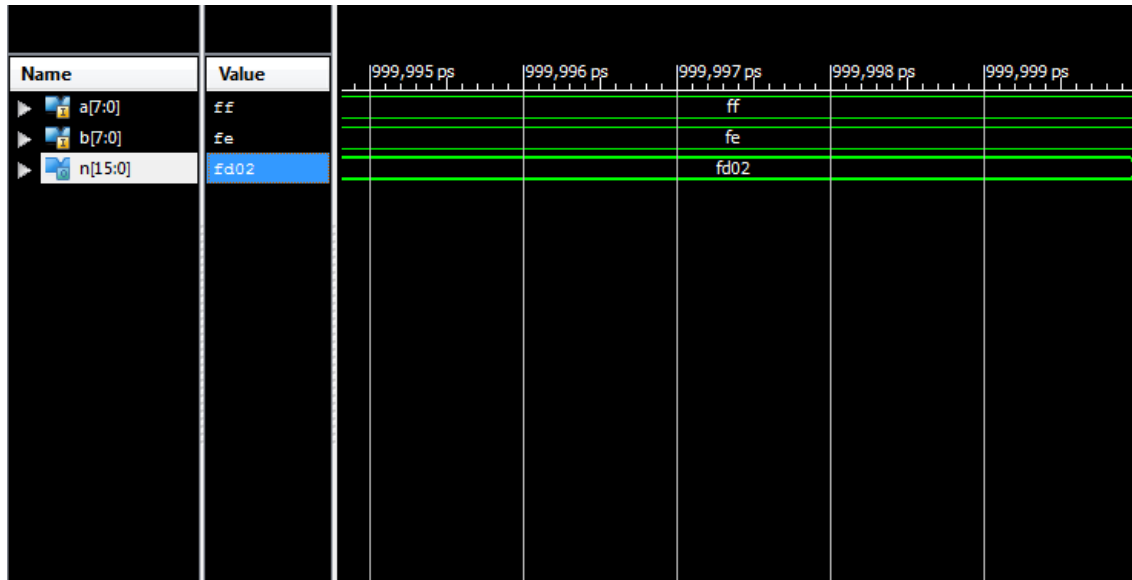 Name Value 999,995 ps 999,996 ps 999,997 ps 999,998 ps 999,999 ps
a[7:0] ff ff
b[7:0] fe fe
n[15:0] fd02 fd02